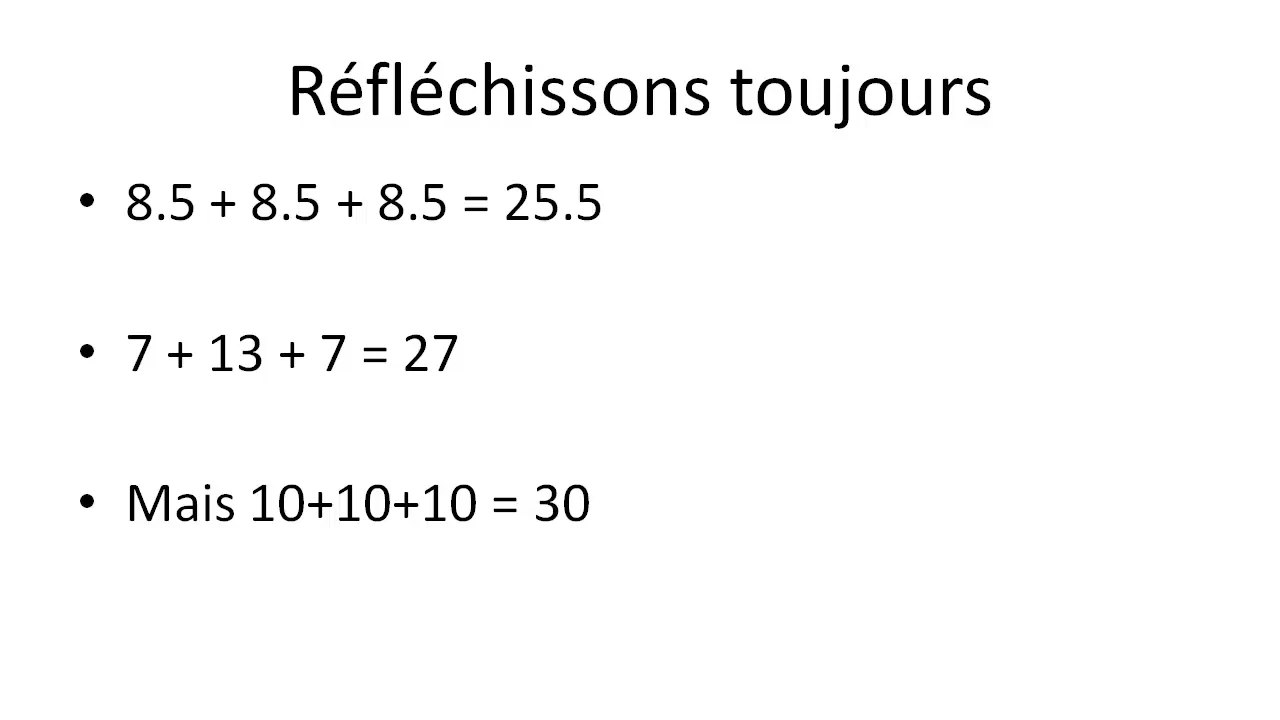 Réfléchissons toujours
• 8.5 + 8.5 + 8.5 = 25.5
• 7 + 13 + 7 = 27
• Mais 10+10+10 = 30